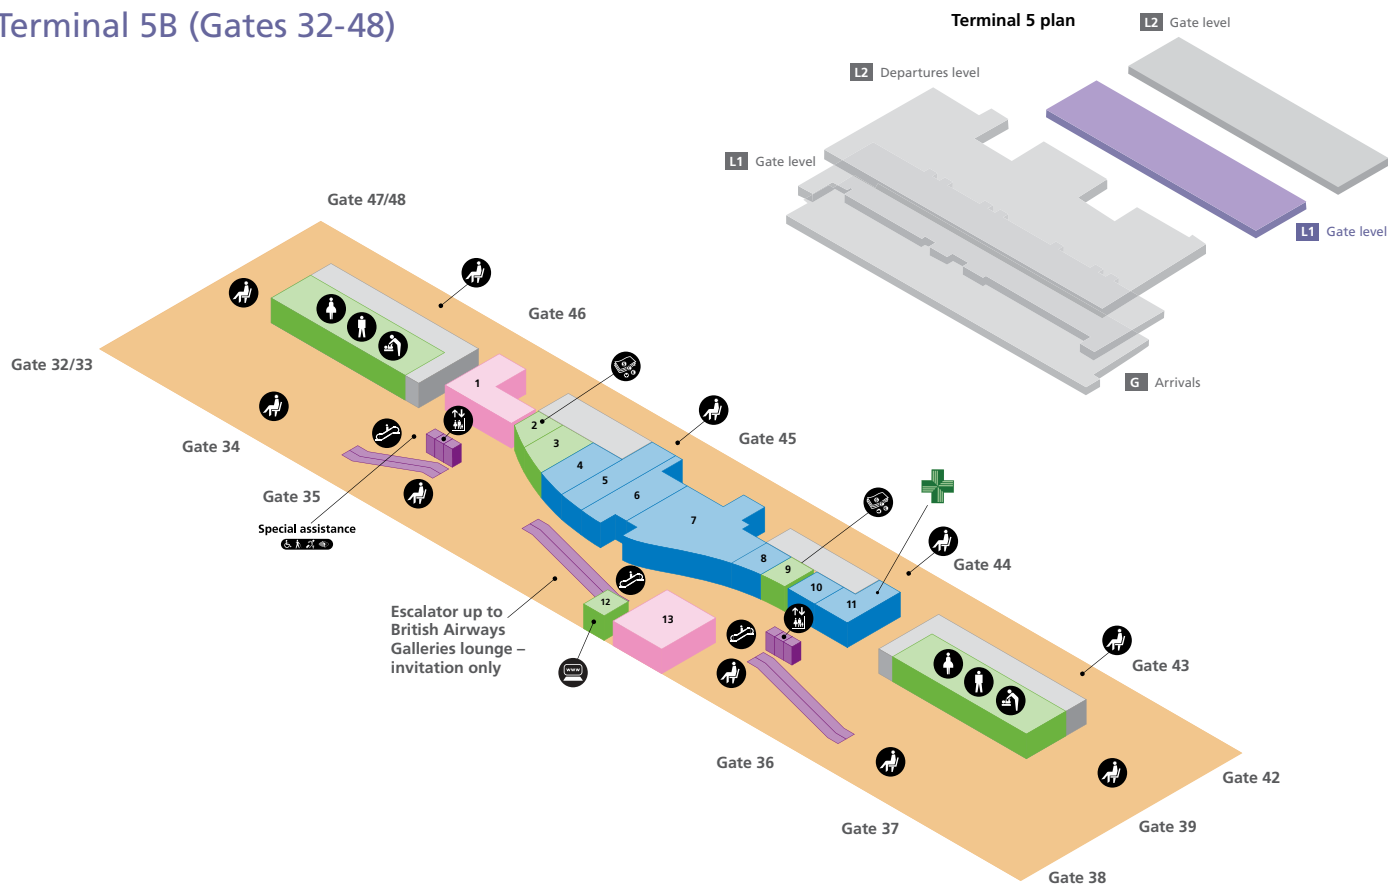 Terminal 5B (Gates 32-48)
Terminal 5 plan
L2 Gate level
L2 Departures level
L1 Gate level
L1 Gate level
G Arrivals
Gate 47/48
Gate 46
Gate 32/33
Gate 45
Gate 34
Gate 35
Special assistance
Gate 44
Gate 43
Escalator up to
British Airways
Galleries lounge –
invitation only
Gate 36
Gate 42
Gate 37
Gate 39
Gate 38
1
2
3
4
5
6
7
8
9
10
11
12
13
www